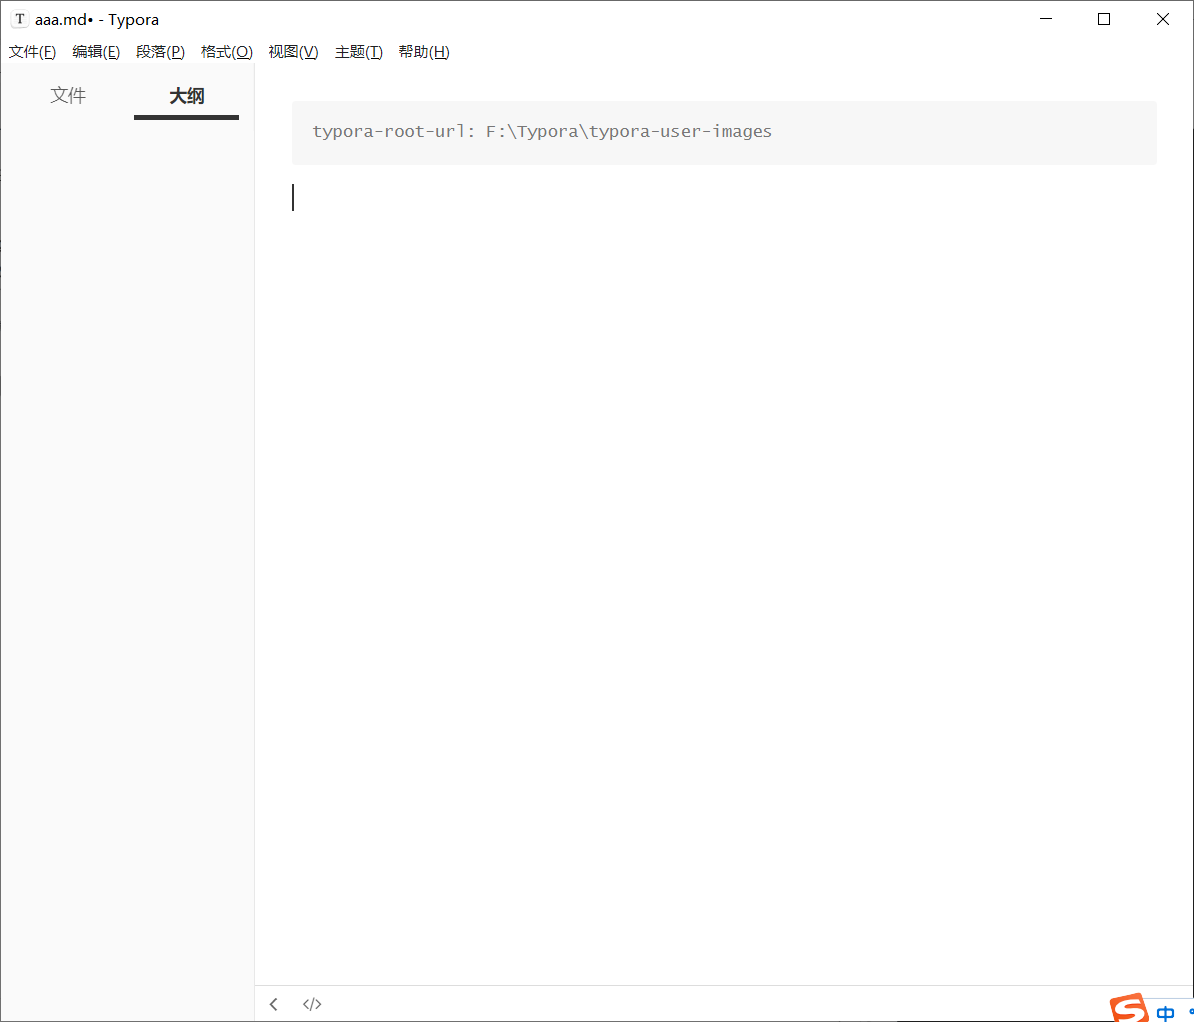 T aaa.md• - Typora
文件(F) 编辑(E) 段落(P) 格式(O) 视图(V) 主题(T) 帮助(H)
文件 大纲
typora-root-url: F:\Typora\typora-user-images
</>
S 中